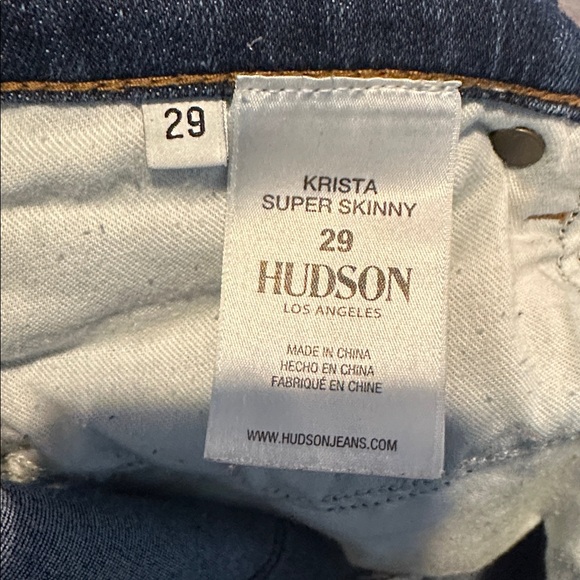 29
KRISTA
SUPER SKINNY
29
HUDSON
LOS ANGELES
MADE IN CHINA
HECHO EN CHINA
FABRIQUÉ EN CHINE
WWW.HUDSONJEANS.COM